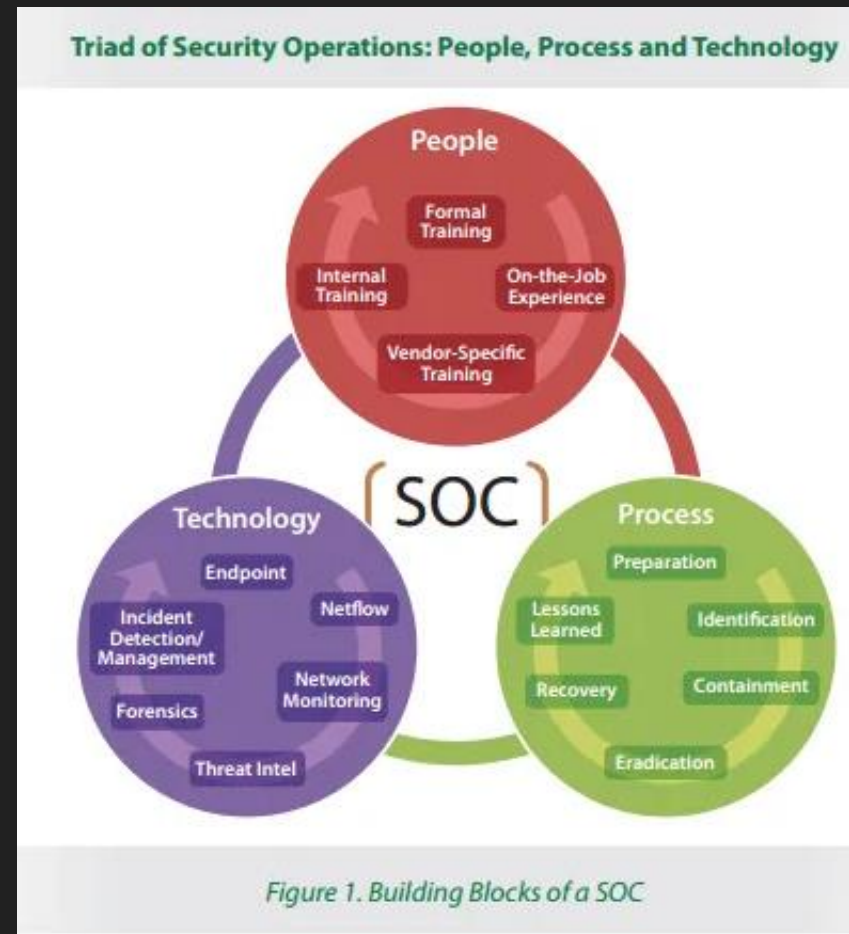 Triad of Security Operations: People, Process and Technology
People
Formal
Training
Internal
Training
On-the-Job
Experience
Vendor-Specific
Training
SOC
Technology
Endpoint
Netflow
Incident
Detection/
Management
Network
Monitoring
Forensics
Threat Intel
Process
Preparation
Lessons
Learned
Identification
Recovery
Containment
Eradication
Figure 1. Building Blocks of a SOC